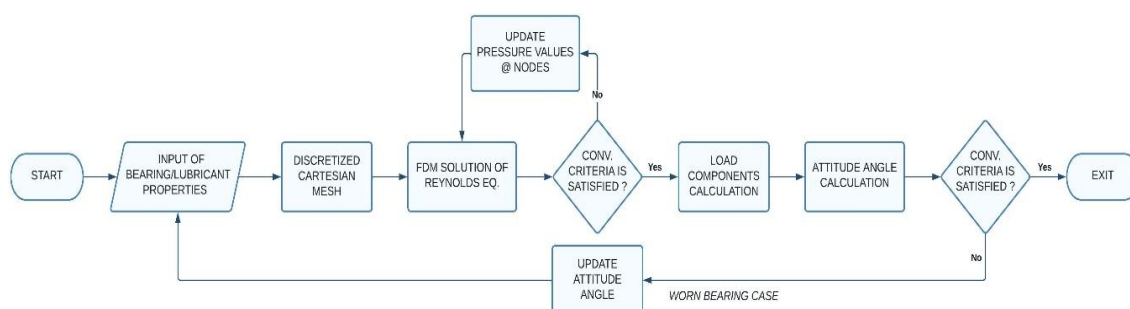 UPDATE
PRESSURE VALUES
@ NODES
No
START
INPUT OF
BEARING/LUBRICANT
PROPERTIES
DISCRETIZED
CARTESIAN
MESH
FDM SOLUTION OF
REYNOLDS EQ.
CONV.
CRITERIA IS
SATISFIED ?
Yes
LOAD
COMPONENTS
CALCULATION
ATTITUDE ANGLE
CALCULATION
CONV.
CRITERIA IS
SATISFIED ?
Yes
EXIT
No
UPDATE
ATTITUDE
ANGLE
WORN BEARING CASE